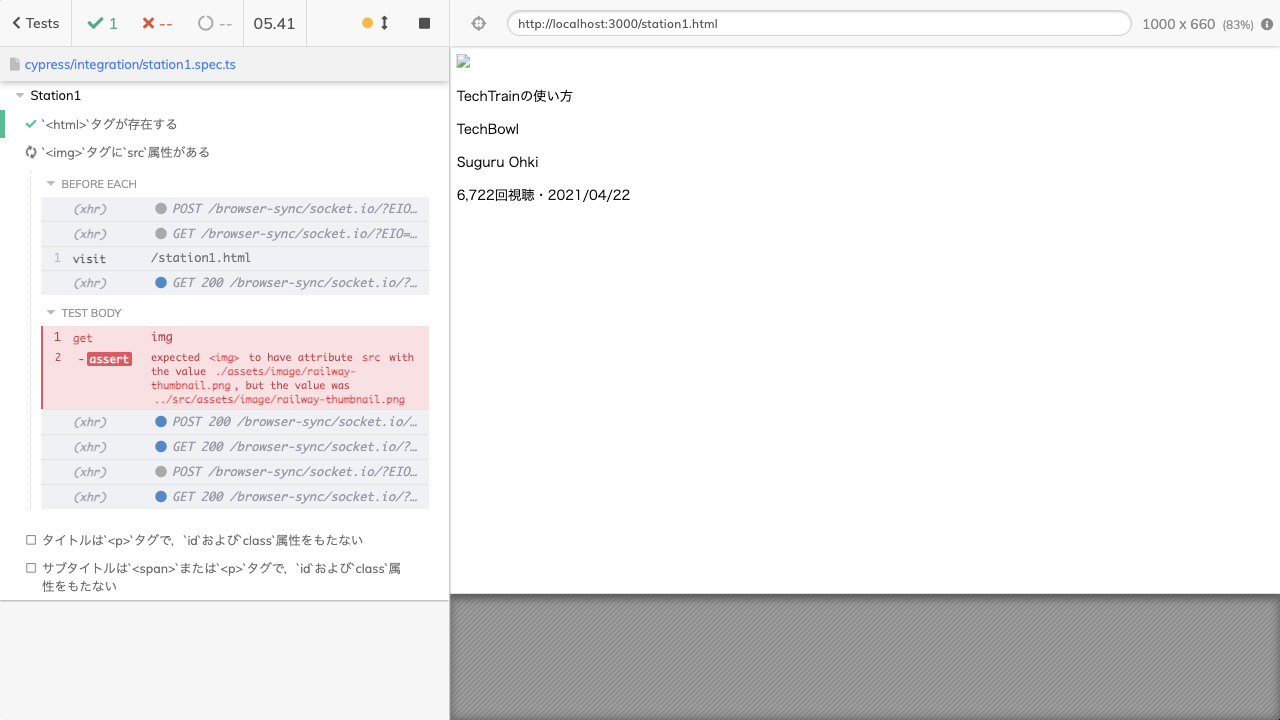 Tests
1
--
--
05.41
http://localhost:3000/station1.html
1000 x 660 (83%)
cypress/integration/station1.spec.ts
Station1
`<html>`タグが存在する
`<img>`タグに`src`属性がある
BEFORE EACH
(xhr) POST /browser-sync/socket.io/?EIO…
(xhr) GET /browser-sync/socket.io/?EIO=…
1 visit /station1.html
(xhr) GET 200 /browser-sync/socket.io/?…
TEST BODY
1 get img
2 -assert expected <img> to have attribute src with
the value ./assets/image/railway-
thumbnail.png, but the value was
../src/assets/image/railway-thumbnail.png
(xhr) POST 200 /browser-sync/socket.io/…
(xhr) GET 200 /browser-sync/socket.io/?…
(xhr) POST /browser-sync/socket.io/?EIO…
(xhr) GET 200 /browser-sync/socket.io/?…
タイトルは`<p>`タグで，`id`および`class`属性をもたない
サブタイトルは`<span>`または`<p>`タグで，`id`および`class`属
性をもたない
TechTrainの使い方
TechBowl
Suguru Ohki
6,722回視聴・2021/04/22